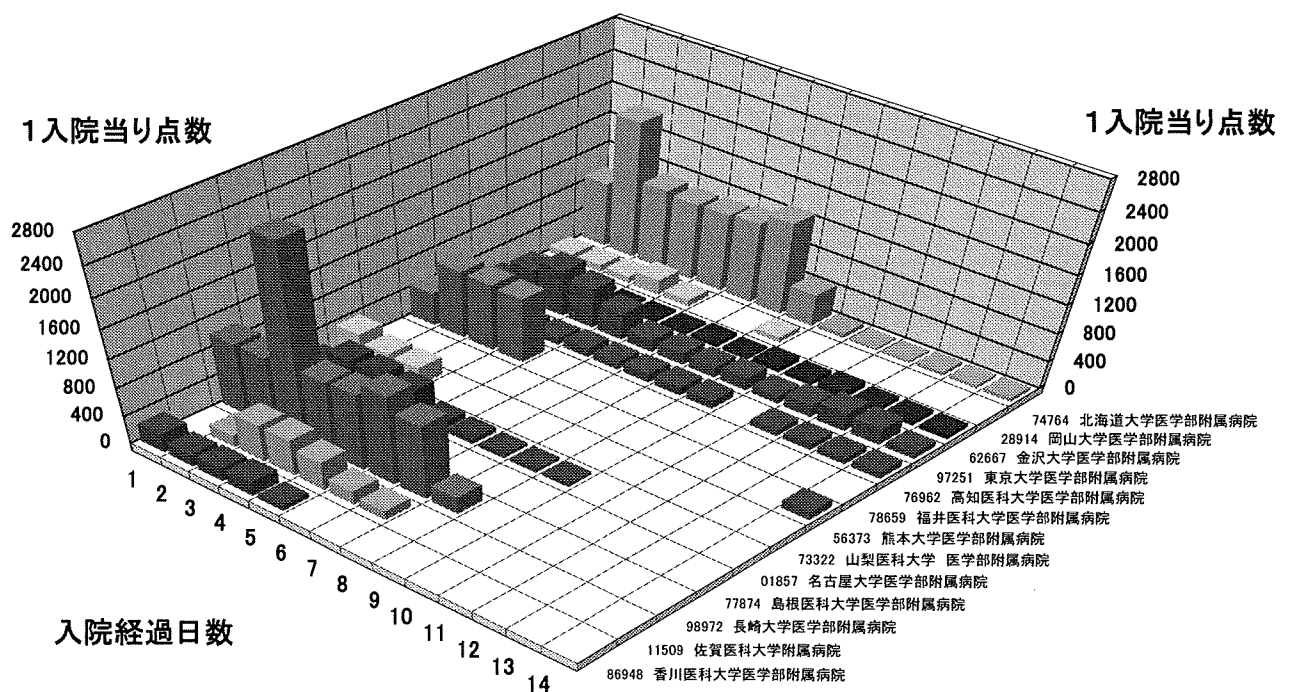 1入院当り点数
2800
2400
2000
1600
1200
800
400
0
1入院当り点数
2800
2400
2000
1600
1200
800
400
0
1
2
3
4
5
6
7
8
9
10
11
12
13
14
入院経過日数
74764 北海道大学医学部附属病院
28914 岡山大学医学部附属病院
62667 金沢大学医学部附属病院
97251 東京大学医学部附属病院
76962 高知医科大学医学部附属病院
78659 福井医科大学医学部附属病院
56373 熊本大学医学部附属病院
73322 山梨医科大学 医学部附属病院
01857 名古屋大学医学部附属病院
77874 島根医科大学医学部附属病院
98972 長崎大学医学部附属病院
11509 佐賀医科大学附属病院
86948 香川医科大学医学部附属病院